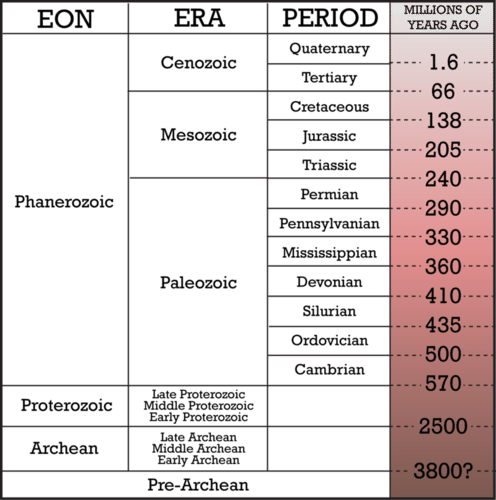 EON
ERA
PERIOD
MILLIONS OF
YEARS AGO
Phanerozoic
Cenozoic
Quaternary
1.6
Tertiary
66
Mesozoic
Cretaceous
138
Jurassic
205
Triassic
240
Paleozoic
Permian
290
Pennsylvanian
330
Mississippian
360
Devonian
410
Silurian
435
Ordovician
500
Cambrian
570
Proterozoic
Late Proterozoic
Middle Proterozoic
Early Proterozoic
2500
Archean
Late Archean
Middle Archean
Early Archean
3800?
Pre-Archean